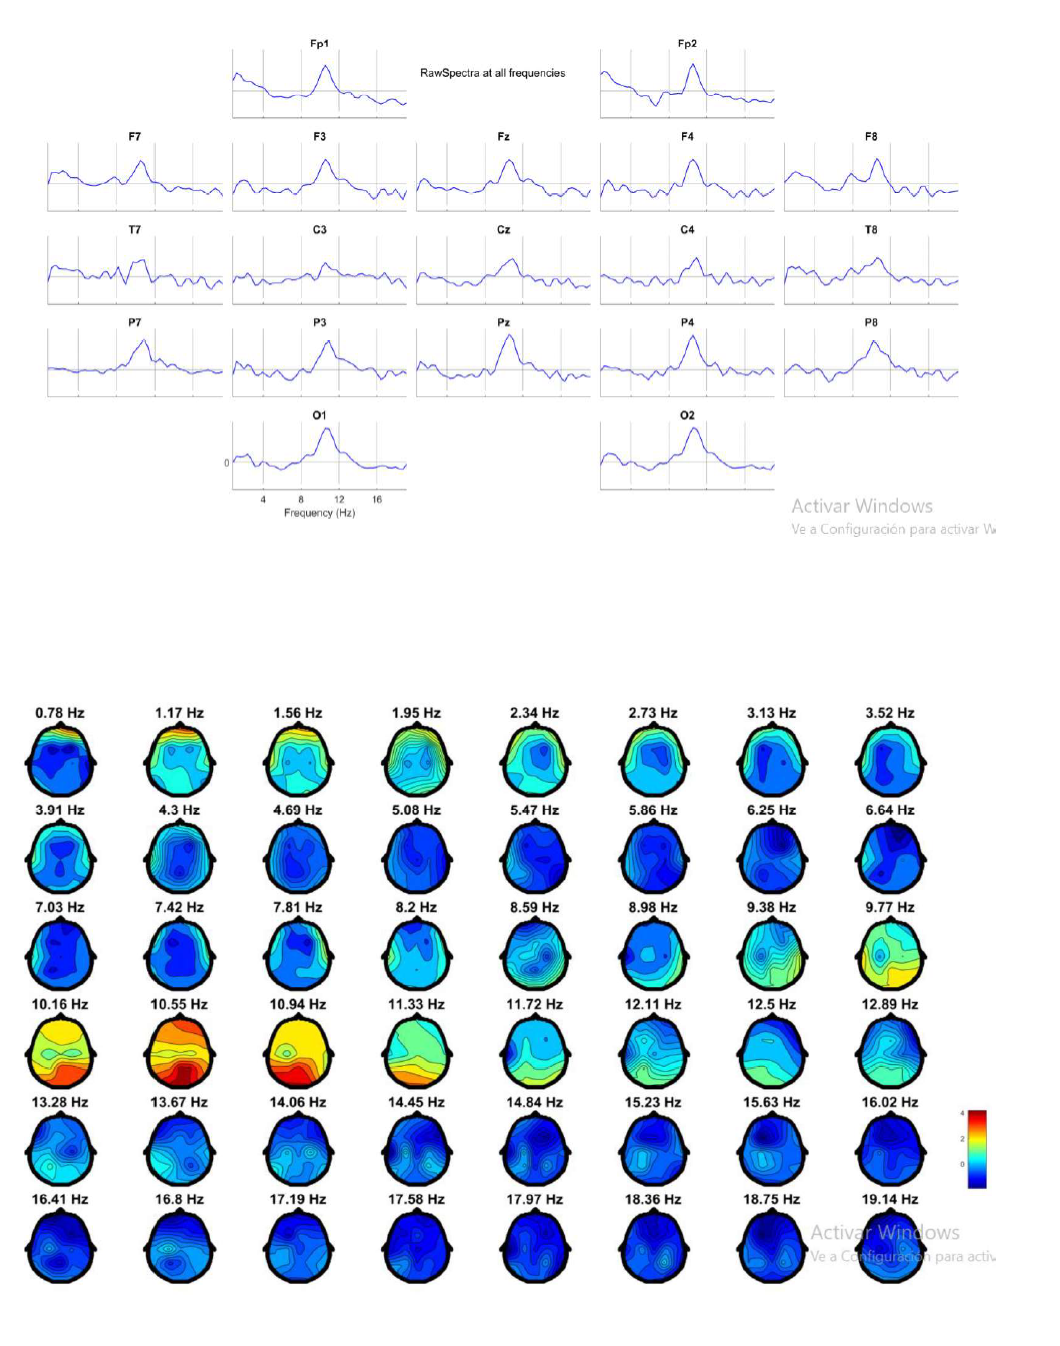 Fp1 Fp2
RawSpectra at all frequencies
F7 F3 Fz F4 F8
T7 C3 Cz C4 T8
P7 P3 Pz P4 P8
O1 O2
0
4 8 12 16
Frequency (Hz)
Activar Windows
Ve a Configuración para activar W
0.78 Hz 1.17 Hz 1.56 Hz 1.95 Hz 2.34 Hz 2.73 Hz 3.13 Hz 3.52 Hz
3.91 Hz 4.3 Hz 4.69 Hz 5.08 Hz 5.47 Hz 5.86 Hz 6.25 Hz 6.64 Hz
7.03 Hz 7.42 Hz 7.81 Hz 8.2 Hz 8.59 Hz 8.98 Hz 9.38 Hz 9.77 Hz
10.16 Hz 10.55 Hz 10.94 Hz 11.33 Hz 11.72 Hz 12.11 Hz 12.5 Hz 12.89 Hz
13.28 Hz 13.67 Hz 14.06 Hz 14.45 Hz 14.84 Hz 15.23 Hz 15.63 Hz 16.02 Hz
4
2
0
16.41 Hz 16.8 Hz 17.19 Hz 17.58 Hz 17.97 Hz 18.36 Hz 18.75 Hz 19.14 Hz
Activar Windows
Ve a Configuración para activ